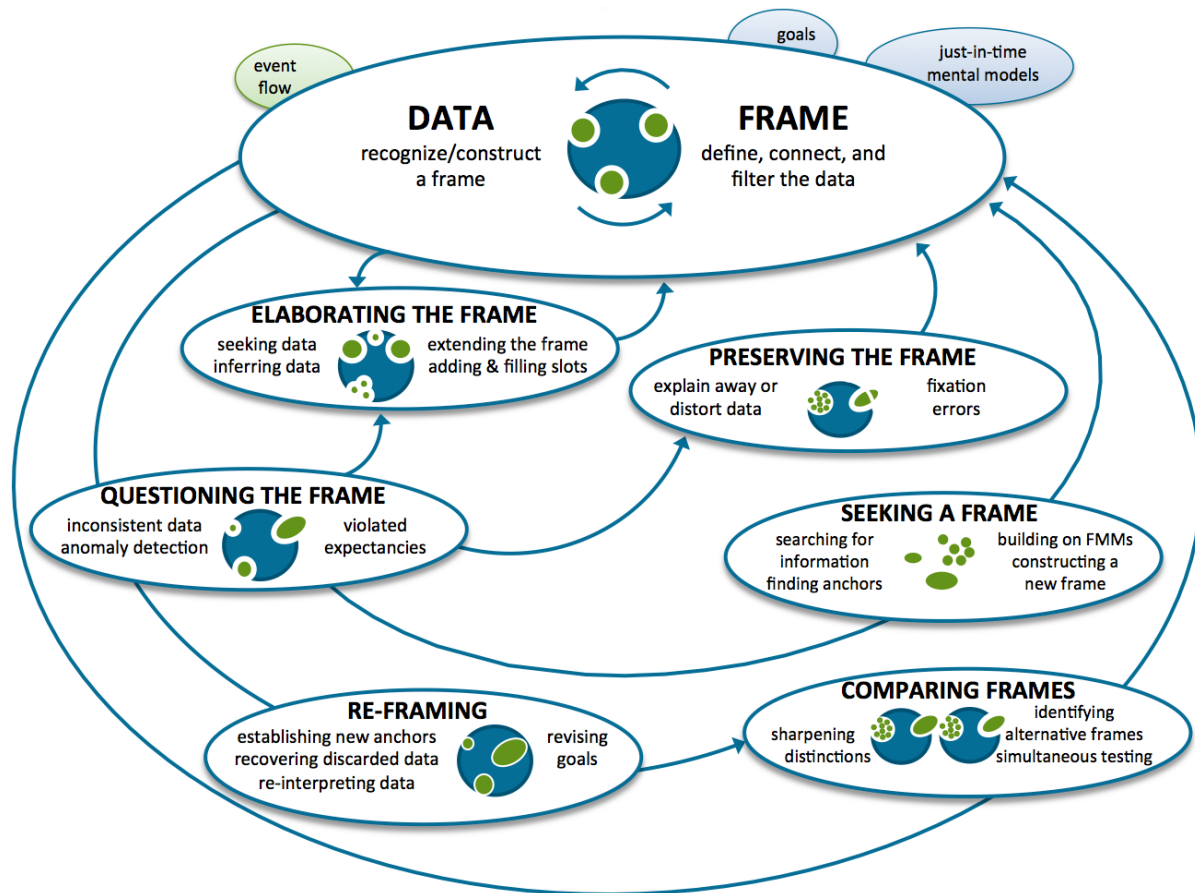 goals
event
flow
just-in-time
mental models
DATA
recognize/construct
a frame
FRAME
define, connect, and
filter the data
ELABORATING THE FRAME
seeking data
inferring data
extending the frame
adding & filling slots
PRESERVING THE FRAME
explain away or
distort data
fixation
errors
QUESTIONING THE FRAME
inconsistent data
anomaly detection
violated
expectancies
SEEKING A FRAME
searching for
information
finding anchors
building on FMMs
constructing a
new frame
RE-FRAMING
establishing new anchors
recovering discarded data
re-interpreting data
revising
goals
COMPARING FRAMES
sharpening
distinctions
identifying
alternative frames
simultaneous testing